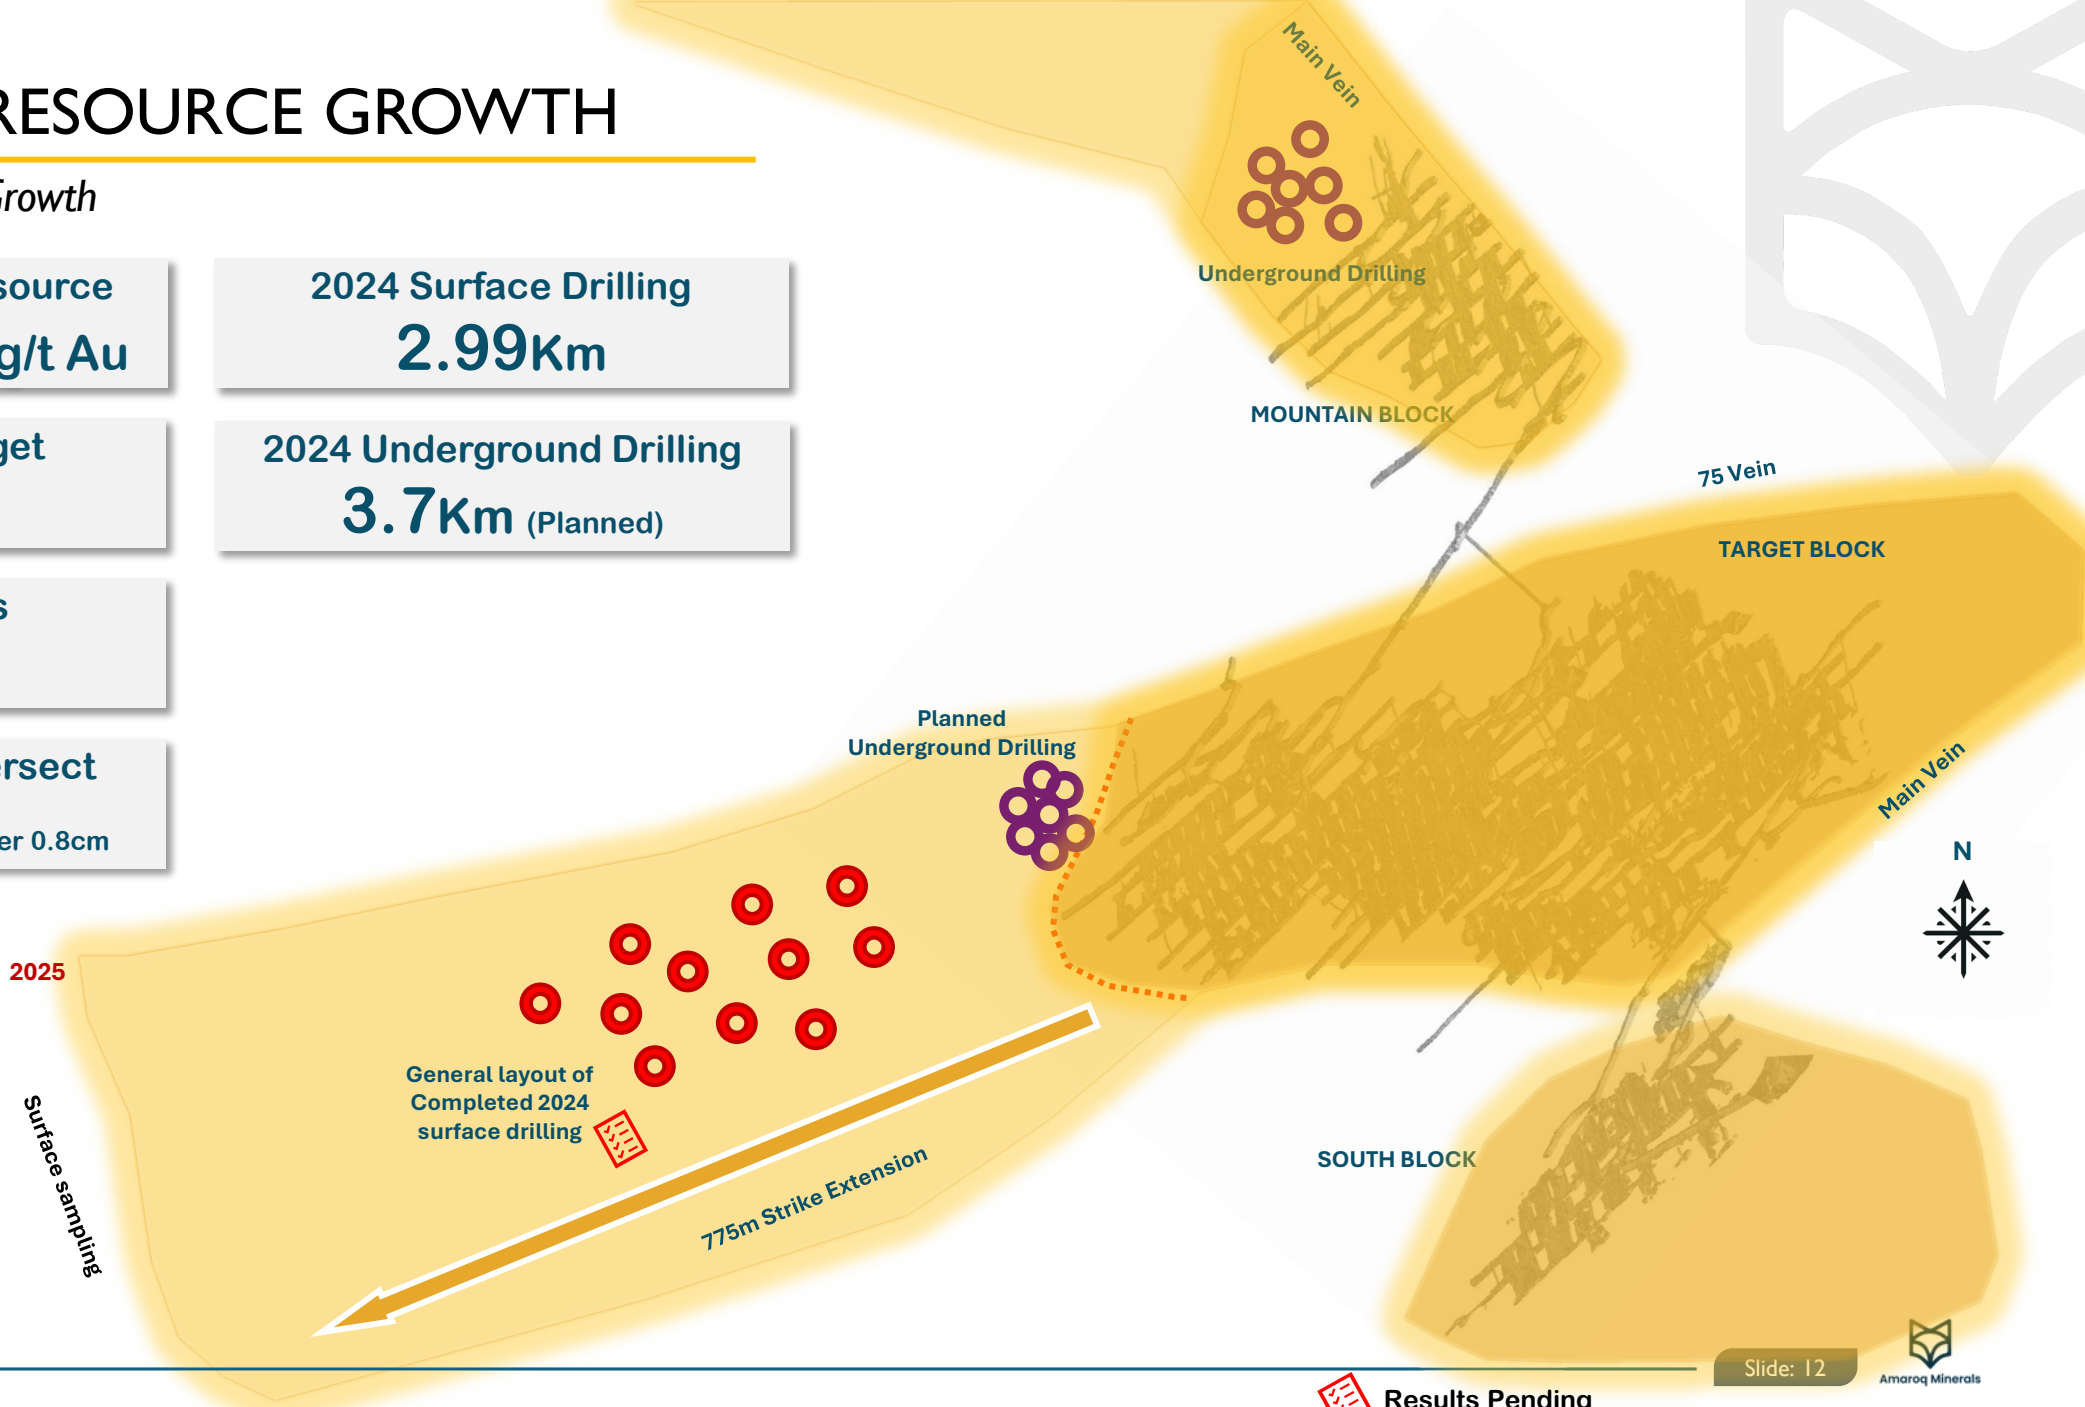 RESOURCE GROWTH
Growth
source
g/t Au
2024 Surface Drilling
2.99Km
get
2024 Underground Drilling
3.7Km (Planned)
s
ersect
er 0.8cm
Main Vein
Underground Drilling
MOUNTAIN BLOCK
75 Vein
TARGET BLOCK
Planned
Underground Drilling
Main Vein
N
2025
Surface sampling
General layout of
Completed 2024
surface drilling
775m Strike Extension
SOUTH BLOCK
Slide: 12
Amaroq Minerals
Results Pending